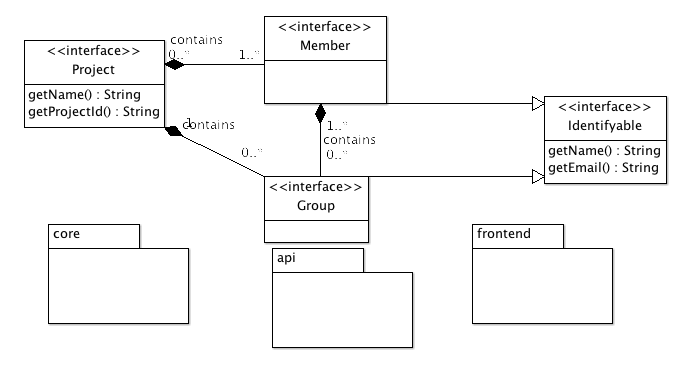 <<interface>>
Project
getName() : String
getProjectId() : String
contains
0..*
1..*
<<interface>>
Member
1
contains
0..*
1..*
contains
0..*
<<interface>>
Group
<<interface>>
Identifyable
getName() : String
getEmail() : String
core
api
frontend